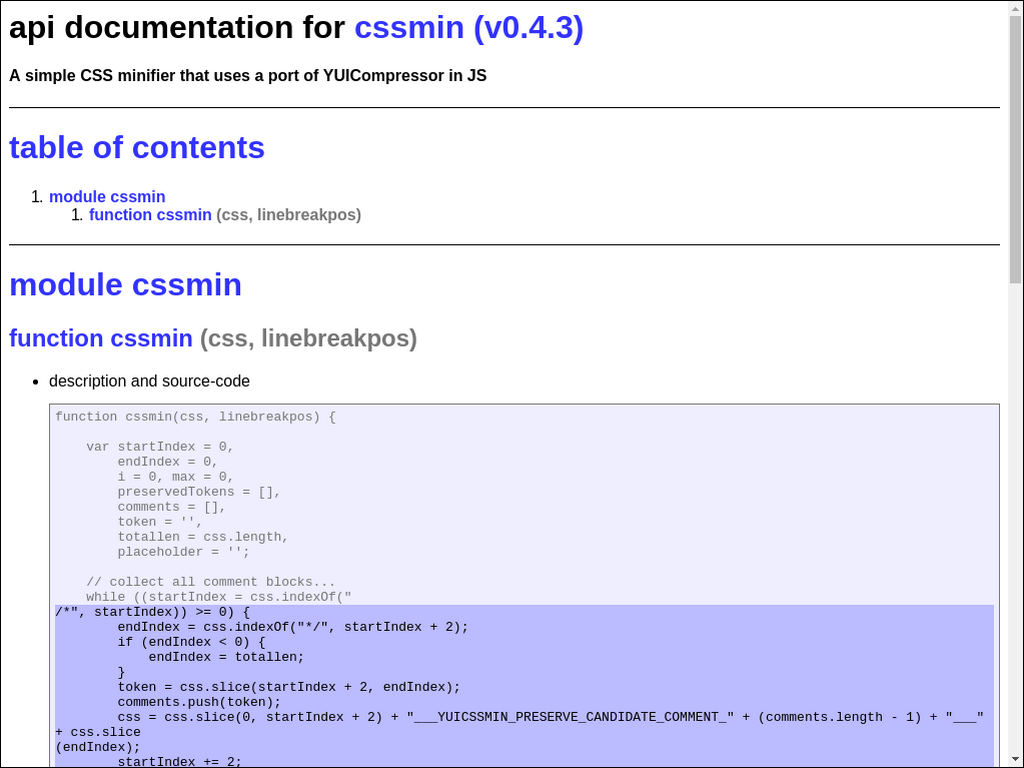 api documentation for cssmin (v0.4.3)
A simple CSS minifier that uses a port of YUICompressor in JS
table of contents
1. module cssmin
1. function cssmin (css, linebreakpos)
module cssmin
function cssmin (css, linebreakpos)
• description and source-code
function cssmin(css, linebreakpos) {
    var startIndex = 0,
        endIndex = 0,
        i = 0, max = 0,
        preservedTokens = [],
        comments = [],
        token = '',
        totallen = css.length,
        placeholder = '';
    // collect all comment blocks...
    while ((startIndex = css.indexOf("
/*", startIndex)) >= 0) {
        endIndex = css.indexOf("*/", startIndex + 2);
        if (endIndex < 0) {
            endIndex = totallen;
        }
        token = css.slice(startIndex + 2, endIndex);
        comments.push(token);
        css = css.slice(0, startIndex + 2) + "___YUICSSMIN_PRESERVE_CANDIDATE_COMMENT_" + (comments.length - 1) + "___"
+ css.slice
(endIndex);
        startIndex += 2;